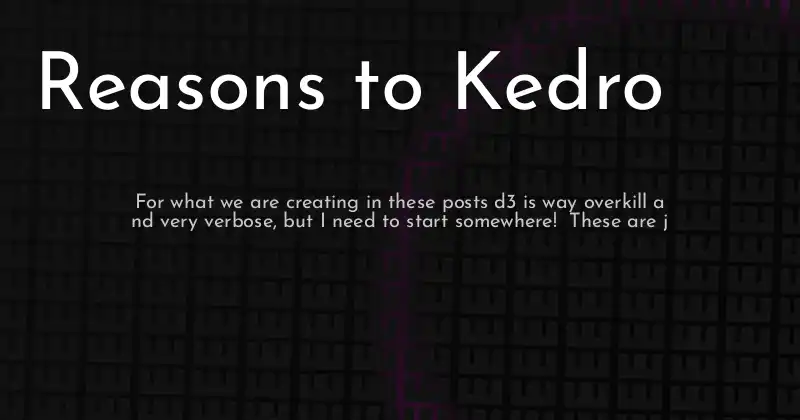 Reasons to Kedro
For what we are creating in these posts d3 is way overkill a
nd very verbose, but I need to start somewhere!  These are j